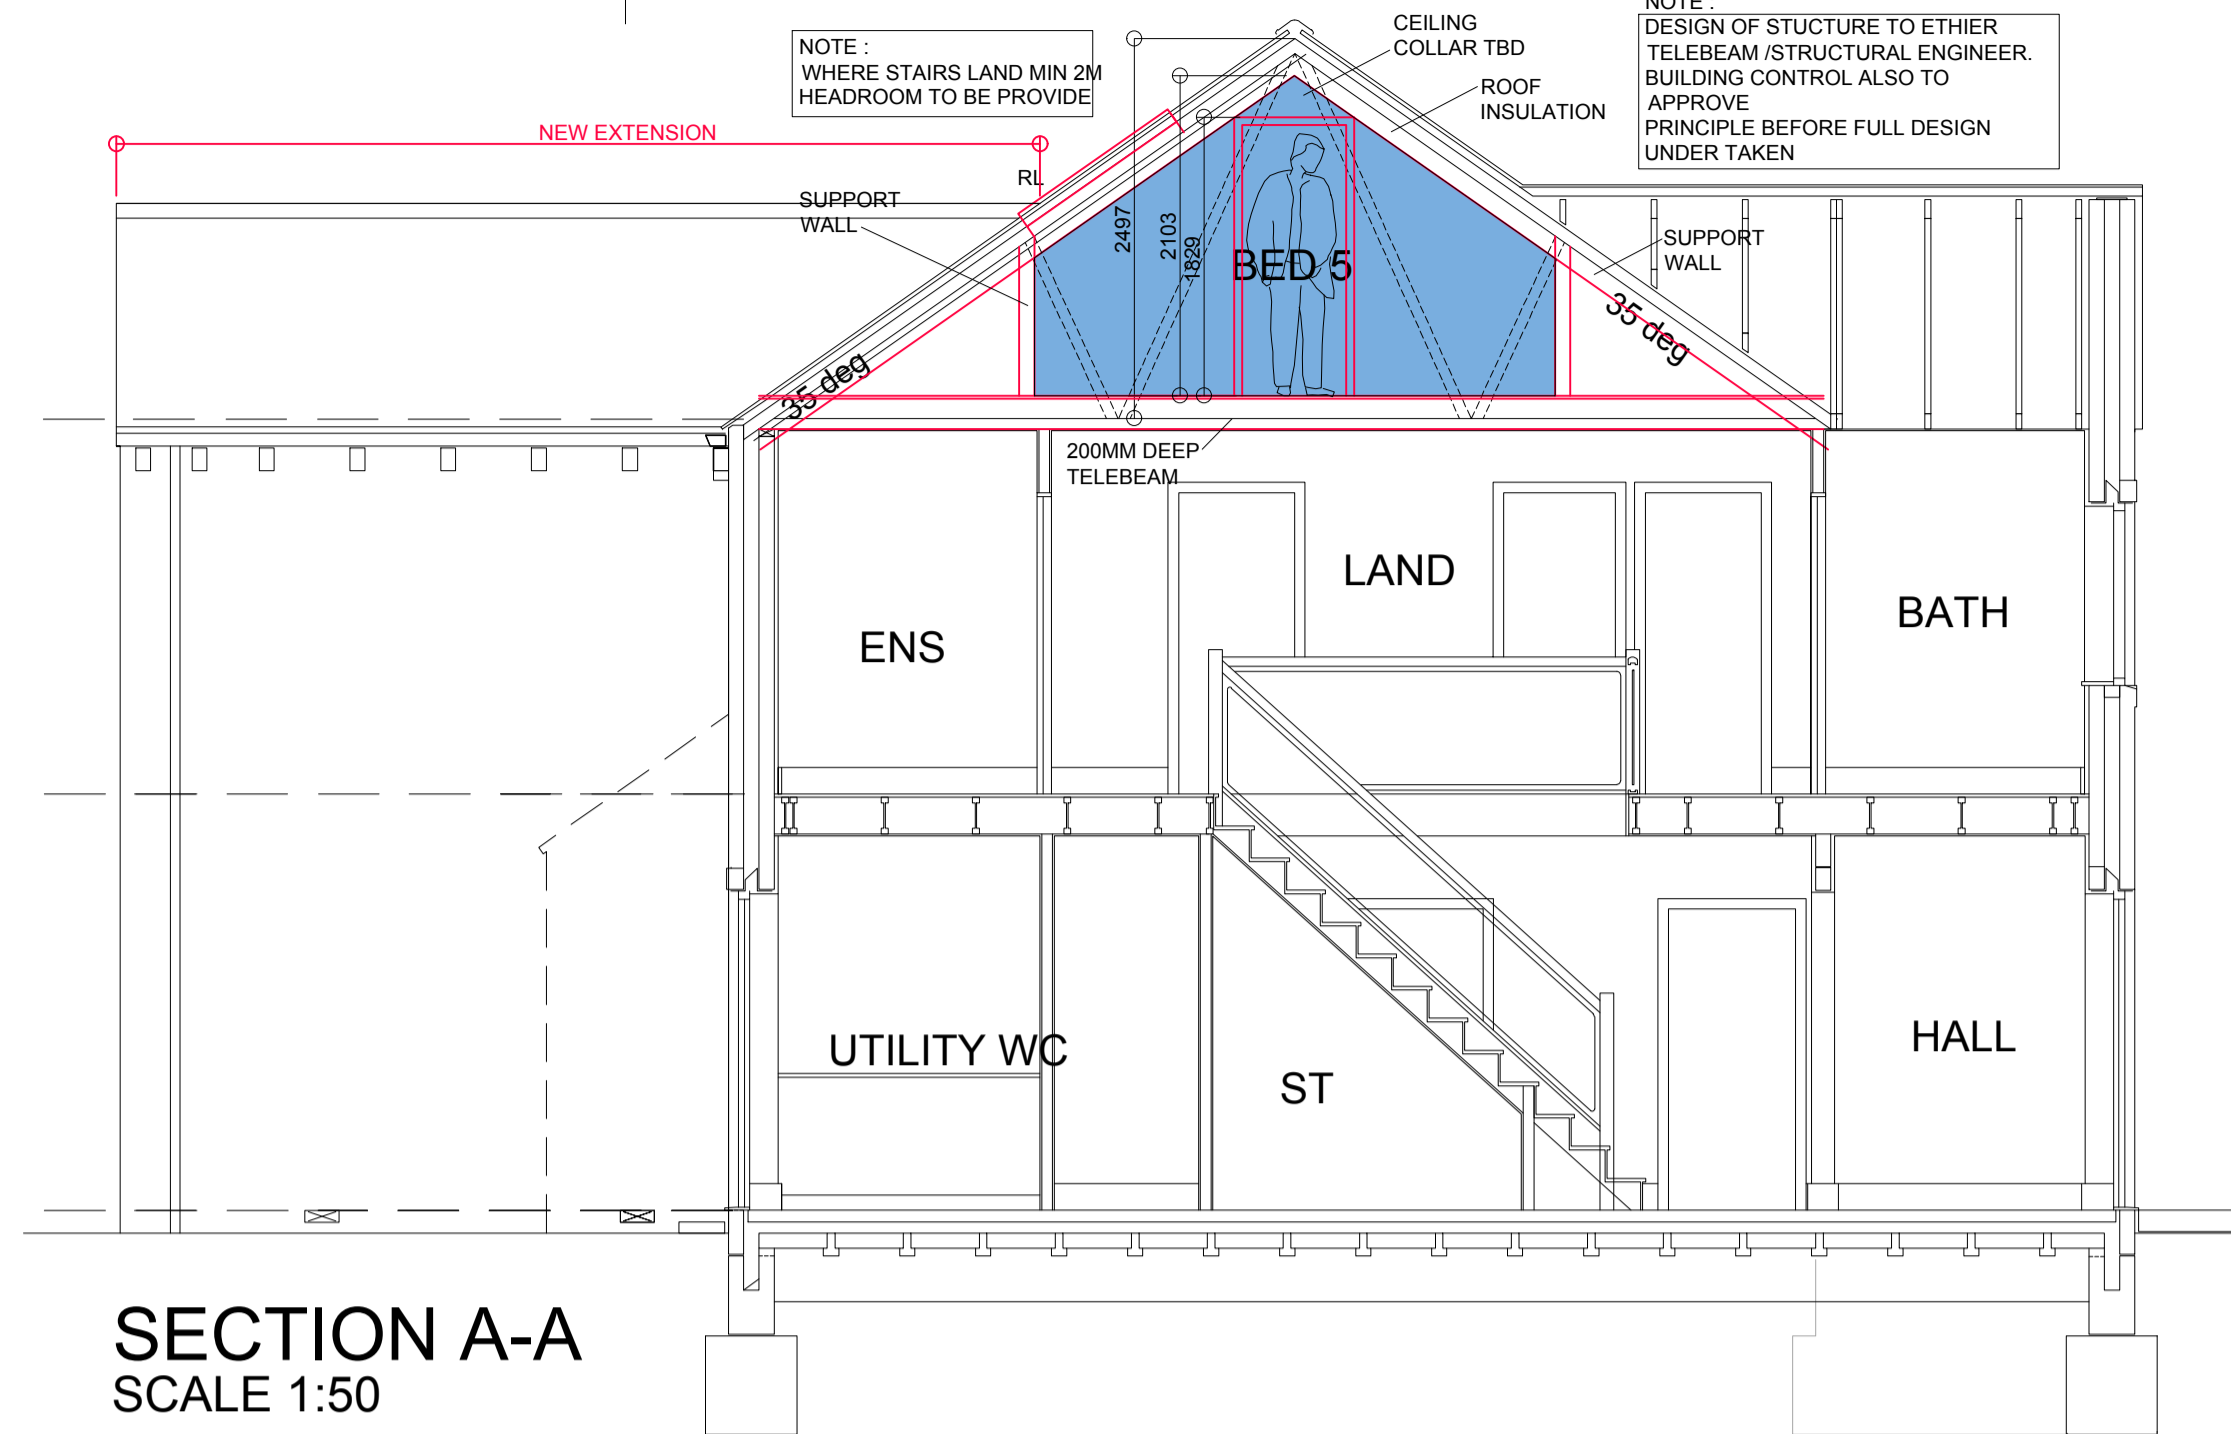 NOTE :
WHERE STAIRS LAND MIN 2M
HEADROOM TO BE PROVIDE
CEILING
COLLAR TBD
NOTE :
DESIGN OF STUCTURE TO ETHIER
TELEBEAM /STRUCTURAL ENGINEER.
BUILDING CONTROL ALSO TO
APPROVE
PRINCIPLE BEFORE FULL DESIGN
UNDER TAKEN
ROOF
INSULATION
NEW EXTENSION
RL
SUPPORT
WALL
2497
2103
1829
BED 5
SUPPORT
WALL
35 deg
35 deg
200MM DEEP
TELEBEAM
LAND
ENS
BATH
UTILITY WC
ST
HALL
SECTION A-A
SCALE 1:50